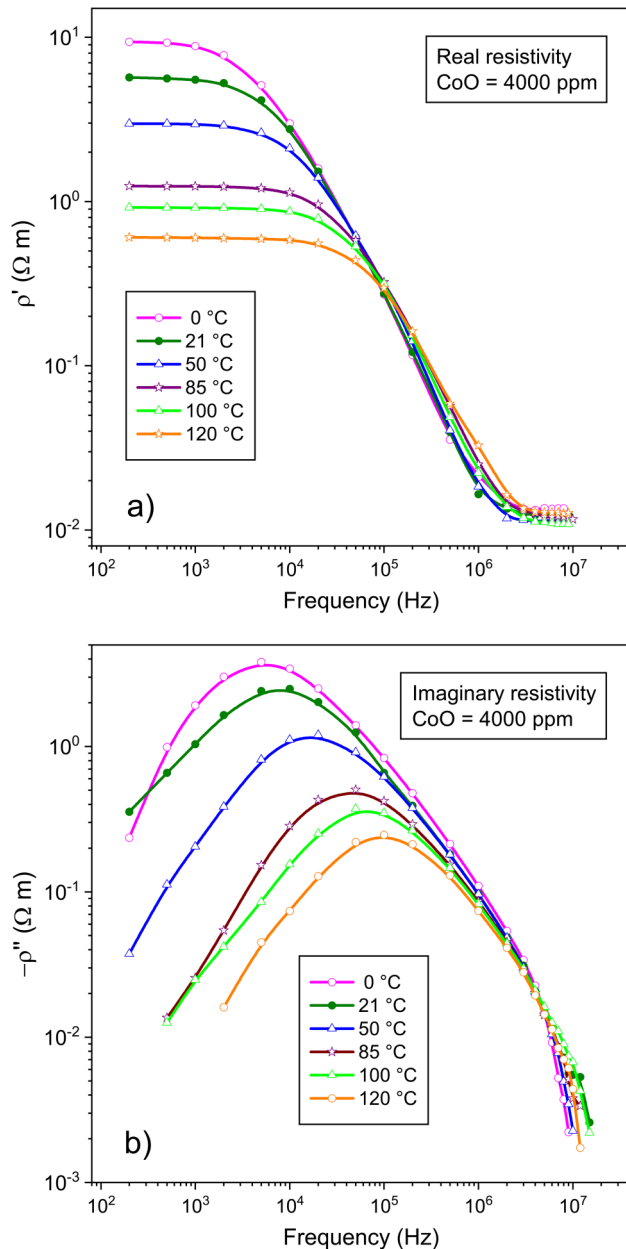 10¹
10⁰
10⁻¹
10⁻²
ρ' (Ω m)
Real resistivity
CoO = 4000 ppm
0 °C
21 °C
50 °C
85 °C
100 °C
120 °C
a)
10² 10³ 10⁴ 10⁵ 10⁶ 10⁷
Frequency (Hz)
10⁰
10⁻¹
10⁻²
10⁻³
−ρ" (Ω m)
Imaginary resistivity
CoO = 4000 ppm
0 °C
21 °C
50 °C
85 °C
100 °C
120 °C
b)
10² 10³ 10⁴ 10⁵ 10⁶ 10⁷
Frequency (Hz)